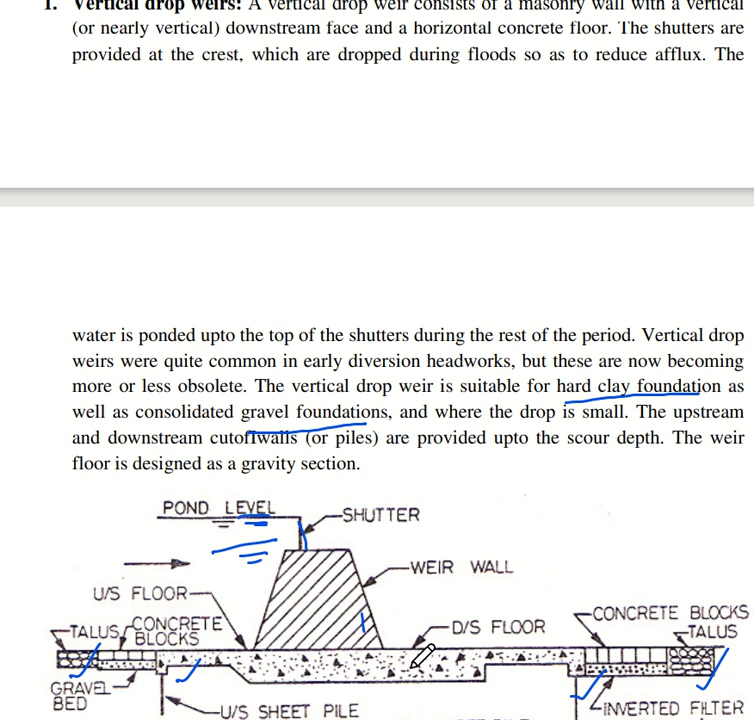 1. Vertical drop weirs: A vertical drop weir consists of a masonry wall with a vertical
(or nearly vertical) downstream face and a horizontal concrete floor. The shutters are
provided at the crest, which are dropped during floods so as to reduce afflux. The
water is ponded upto the top of the shutters during the rest of the period. Vertical drop
weirs were quite common in early diversion headworks, but these are now becoming
more or less obsolete. The vertical drop weir is suitable for hard clay foundation as
well as consolidated gravel foundations, and where the drop is small. The upstream
and downstream cutoffwalls (or piles) are provided upto the scour depth. The weir
floor is designed as a gravity section.
POND LEVEL
SHUTTER
WEIR WALL
U/S FLOOR
CONCRETE BLOCKS
TALUS
CONCRETE
BLOCKS
D/S FLOOR
TALUS
GRAVEL
BED
U/S SHEET PILE
INVERTED FILTER